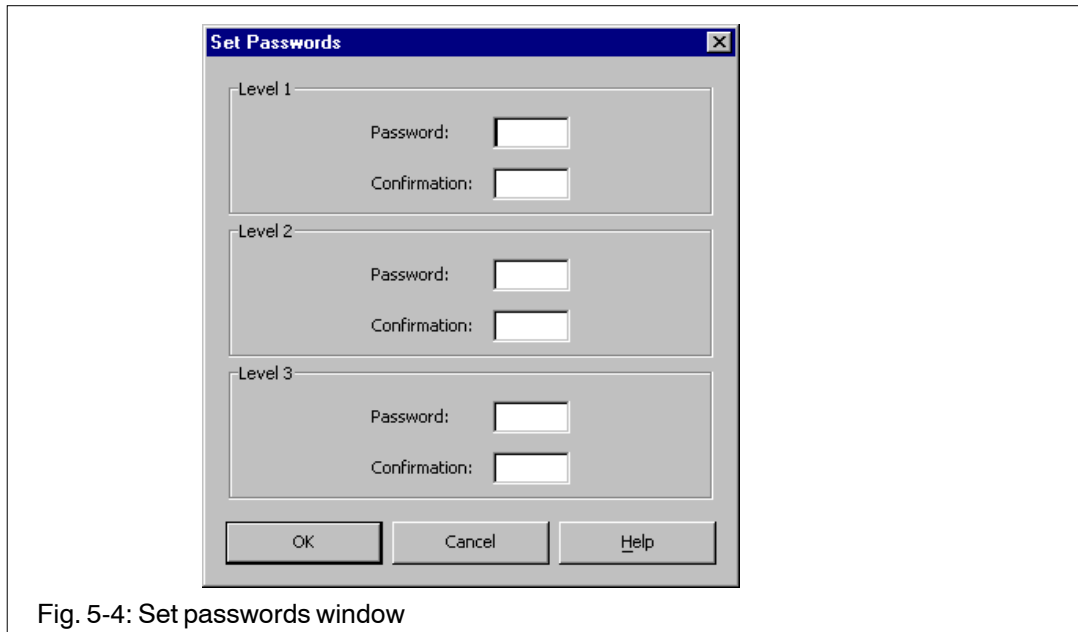 Set Passwords
Level 1
Password:
Confirmation:
Level 2
Password:
Confirmation:
Level 3
Password:
Confirmation:
OK Cancel Help
Fig. 5-4: Set passwords window